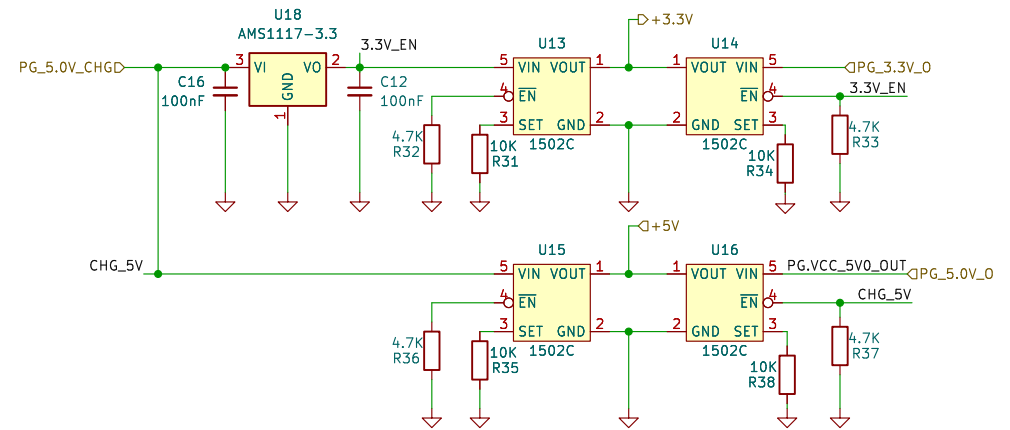 U18
AMS1117-3.3
PG_5.0V_CHG
3
VI
VO
2
GND
1
C16
100nF
3.3V_EN
C12
100nF
+3.3V
U13
5
VIN
VOUT
1
4
EN
3
SET
GND
2
1502C
4.7K
R32
10K
R31
U14
1
VOUT
VIN
5
PG_3.3V_O
EN
4
3.3V_EN
2
GND
SET
3
1502C
10K
R34
4.7K
R33
+5V
CHG_5V
U15
5
VIN
VOUT
1
4
EN
3
SET
GND
2
1502C
4.7K
R36
10K
R35
U16
1
VOUT
VIN
5
PG.VCC_5V0_OUT
PG_5.0V_O
EN
4
CHG_5V
2
GND
SET
3
1502C
10K
R38
4.7K
R37